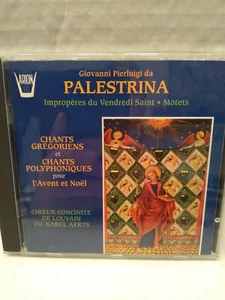 ARION
Giovanni Pierluigi da
PALESTRINA
Impropères du Vendredi Saint • Motets
CHANTS
GRÉGORIENS
et
CHANTS
POLYPHONIQUES
pour
l'Avent et Noël
CHŒUR CONCINITE
DE LOUVAIN
DIR. KAREL AERTS